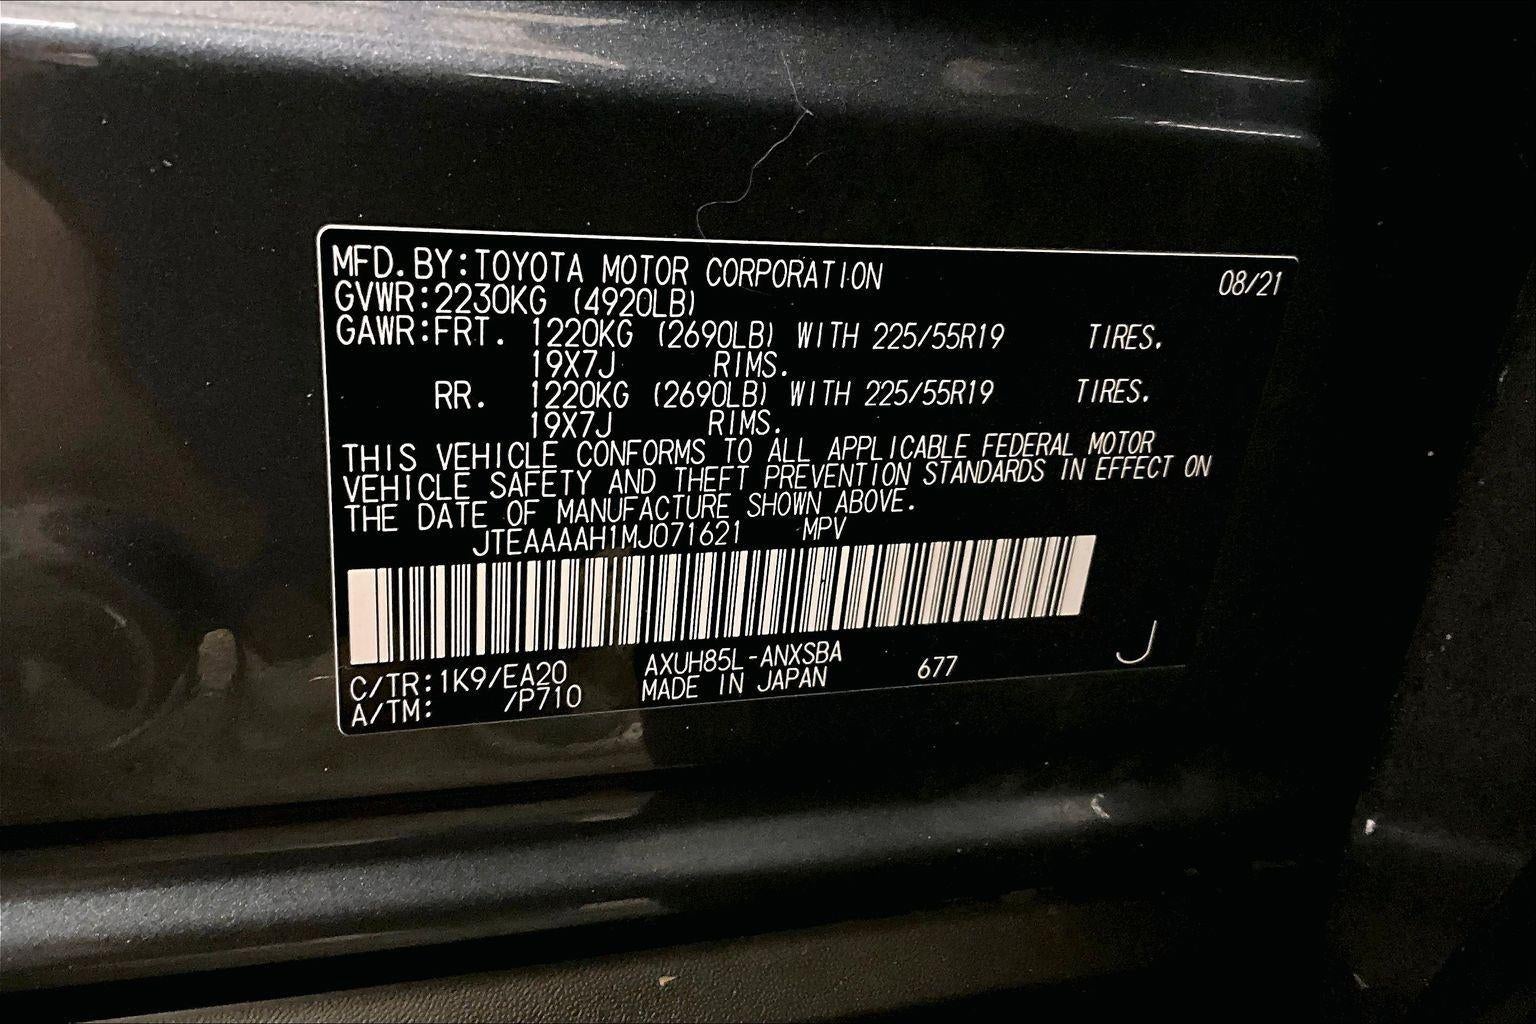 MFD.BY:TOYOTA MOTOR CORPORATION 08/21
GVWR:2230KG (4920LB)
GAWR:FRT. 1220KG (2690LB) WITH 225/55R19 TIRES.
19X7J RIMS.
RR. 1220KG (2690LB) WITH 225/55R19 TIRES.
19X7J RIMS.
THIS VEHICLE CONFORMS TO ALL APPLICABLE FEDERAL MOTOR
VEHICLE SAFETY AND THEFT PREVENTION STANDARDS IN EFFECT ON
THE DATE OF MANUFACTURE SHOWN ABOVE.
JTEAAAAH1MJ071621 MPV
C/TR:1K9/EA20 AXUH85L-ANXSBA 677 J
A/TM: /P710 MADE IN JAPAN